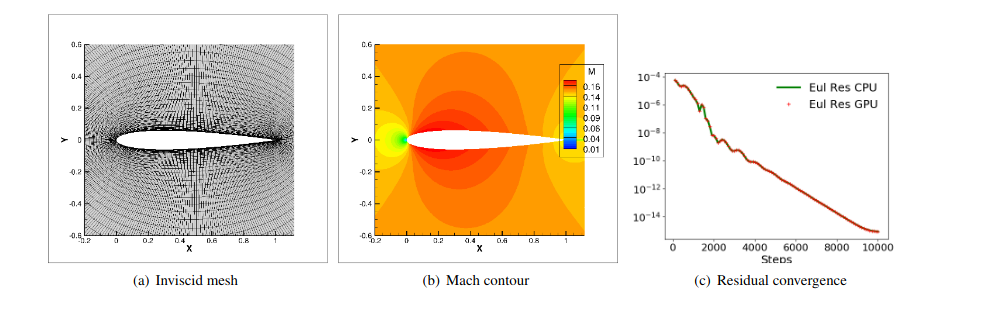 0.6
0.4
0.2
0
-0.2
-0.4
-0.6
Y
-0.2 0 0.2 0.4 0.6 0.8 1
X
(a) Inviscid mesh
0.6
0.4
0.2
0
-0.2
-0.4
-0.6
Y
-0.2 0 0.2 0.4 0.6 0.8 1
X
M
0.16
0.14
0.11
0.09
0.06
0.04
0.01
(b) Mach contour
10⁻⁴
10⁻⁶
10⁻⁸
10⁻¹⁰
10⁻¹²
10⁻¹⁴
Eul Res CPU
Eul Res GPU
0 2000 4000 6000 8000 10000
Steps
(c) Residual convergence